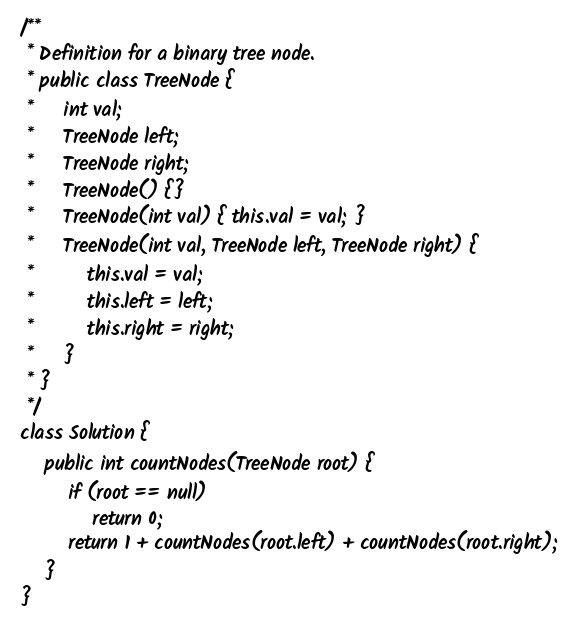 /**
 * Definition for a binary tree node.
 * public class TreeNode {
 *     int val;
 *     TreeNode left;
 *     TreeNode right;
 *     TreeNode() {}
 *     TreeNode(int val) { this.val = val; }
 *     TreeNode(int val, TreeNode left, TreeNode right) {
 *         this.val = val;
 *         this.left = left;
 *         this.right = right;
 *     }
 * }
 */
class Solution {
    public int countNodes(TreeNode root) {
        if (root == null)
            return 0;
        return 1 + countNodes(root.left) + countNodes(root.right);
    }
}